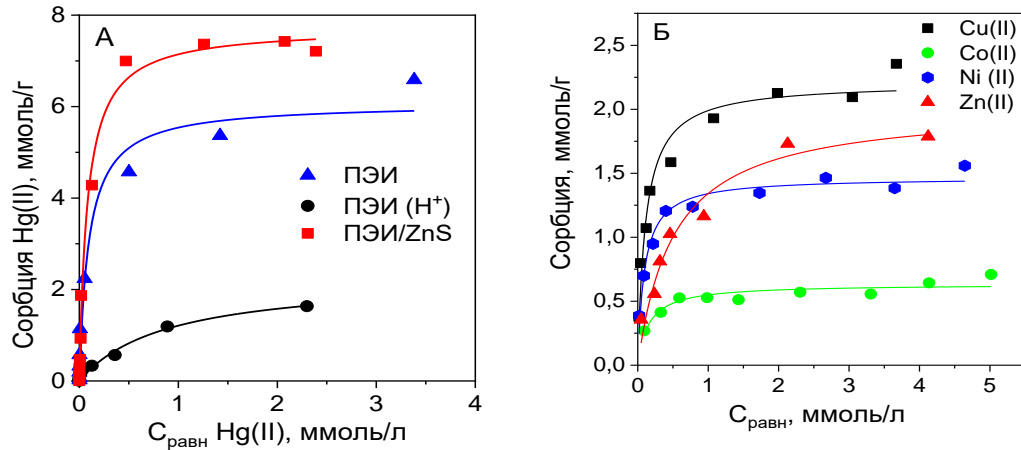 А
Сорбция Hg(II), ммоль/г
8
6
4
2
0
ПЭИ
ПЭИ (H⁺)
ПЭИ/ZnS
0 1 2 3 4
Cравн Hg(II), ммоль/л
Б
Сорбция, ммоль/г
2,5
2,0
1,5
1,0
0,5
0,0
Cu(II)
Co(II)
Ni (II)
Zn(II)
0 1 2 3 4 5
Cравн, ммоль/л